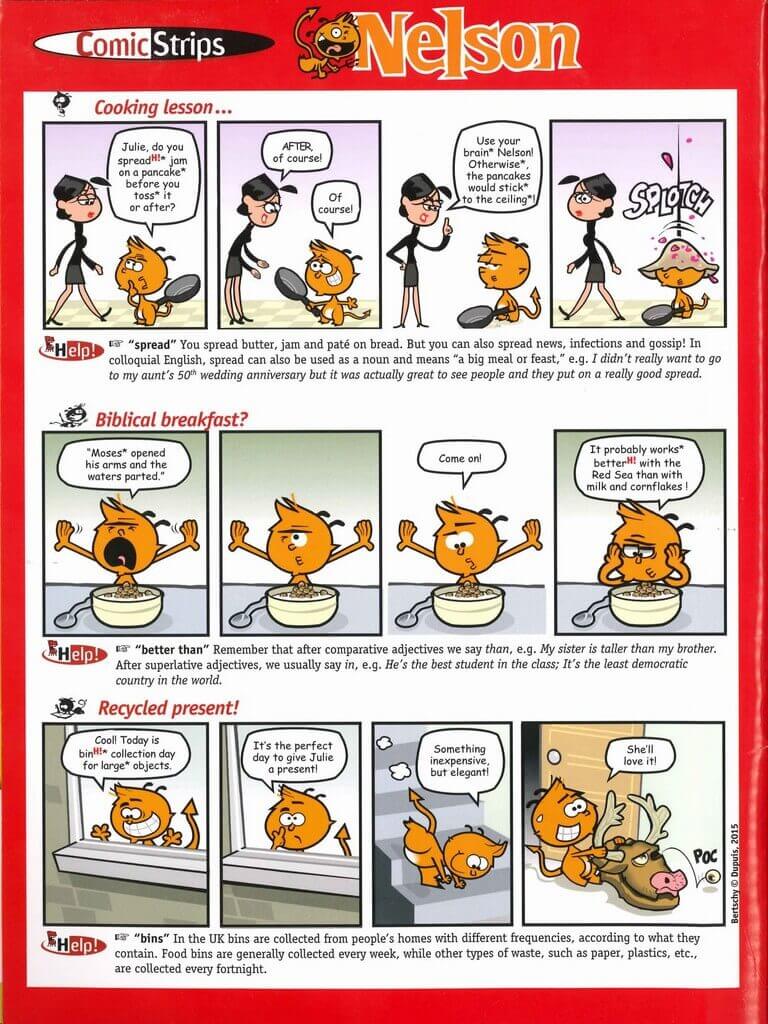 Comic Strips
Nelson
Cooking lesson...
Julie, do you
spreadH!* jam
on a pancake*
before you
toss* it
or after?
AFTER,
of course!
Of
course!
Use your
brain* Nelson!
Otherwise*,
the pancakes
would stick*
to the ceiling*!
SPLOTCH
Help!
☞ "spread" You spread butter, jam and paté on bread. But you can also spread news, infections and gossip! In
colloquial English, spread can also be used as a noun and means "a big meal or feast," e.g. I didn't really want to go
to my aunt's 50th wedding anniversary but it was actually great to see people and they put on a really good spread.
Biblical breakfast?
"Moses* opened
his arms and the
waters parted."
Come on!
It probably works*
betterH! with the
Red Sea than with
milk and cornflakes !
Help!
☞ "better than" Remember that after comparative adjectives we say than, e.g. My sister is taller than my brother.
After superlative adjectives, we usually say in, e.g. He's the best student in the class; It's the least democratic
country in the world.
Recycled present!
Cool! Today is
binH!* collection day
for large* objects.
It's the perfect
day to give Julie
a present!
Something
inexpensive,
but elegant!
She'll
love it!
POC
Bertschy © Dupuis, 2015
Help!
☞ "bins" In the UK bins are collected from people's homes with different frequencies, according to what they
contain. Food bins are generally collected every week, while other types of waste, such as paper, plastics, etc.,
are collected every fortnight.